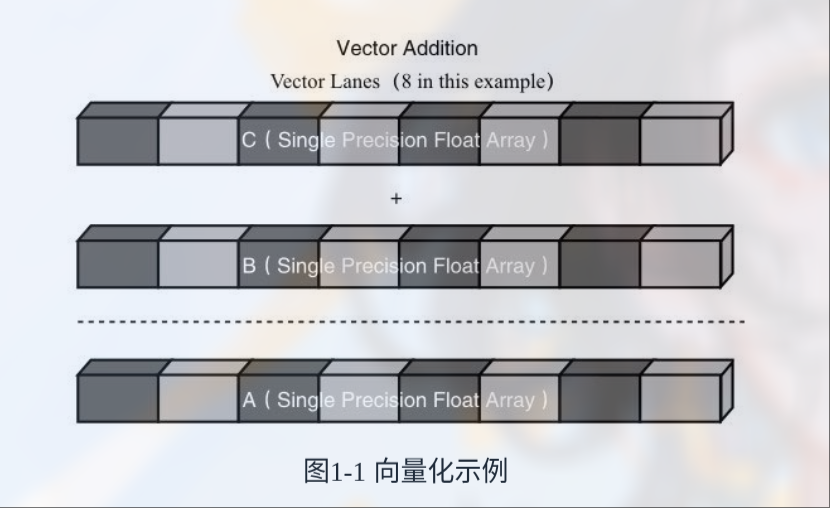 Vector Addition
Vector Lanes (8 in this example)
C ( Single Precision Float Array )
+
B ( Single Precision Float Array )
A ( Single Precision Float Array )
图1-1 向量化示例